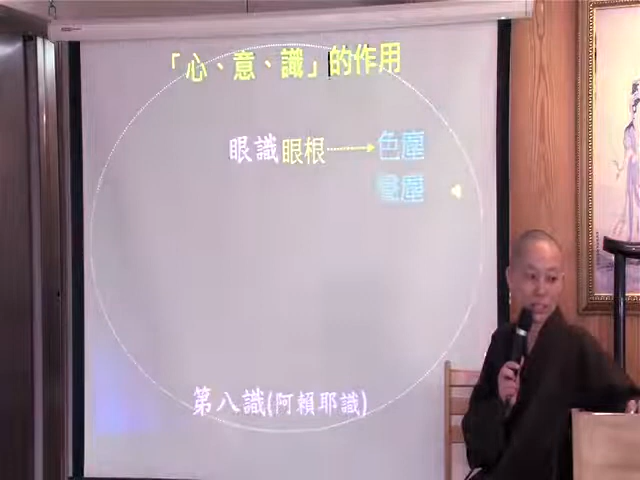 「心、意、識」的作用
眼識眼根 色塵
聲塵
第八識(阿賴耶識)